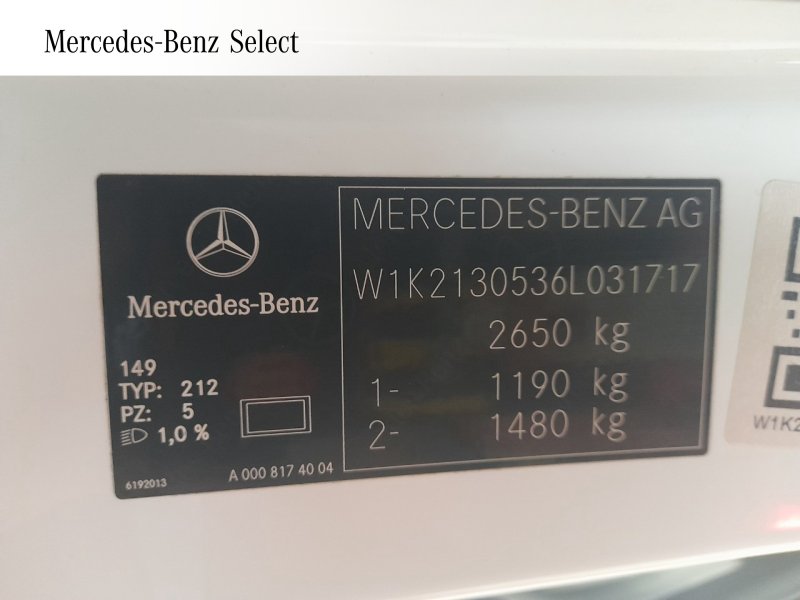 Mercedes-Benz Select
Mercedes-Benz
149
TYP: 212
PZ: 5
1,0 %
6192013
A 000 817 40 04
MERCEDES-BENZ AG
W1K2130536L031717
2650 kg
1- 1190 kg
2- 1480 kg
W1K2